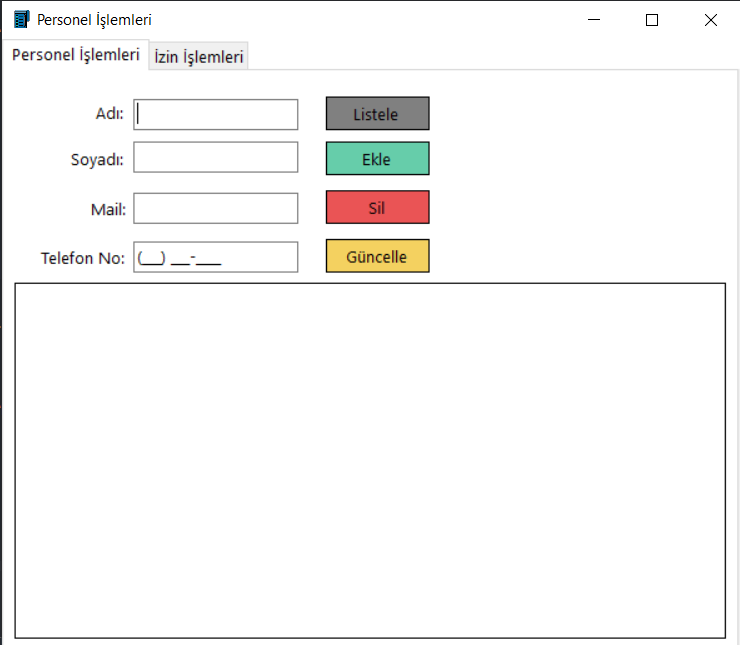 Personel İşlemleri
Personel İşlemleri İzin İşlemleri
Adı: Listele
Soyadı: Ekle
Mail: Sil
Telefon No: (__) __-___ Güncelle